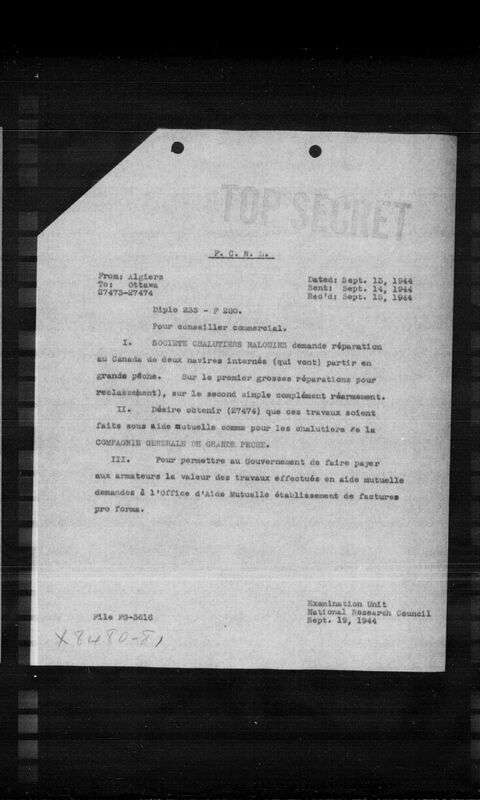 TOP SECRET
F. C. N. L.
From: Algiers
To: Ottawa
27473-27474
Dated: Sept. 13, 1944
Sent: Sept. 14, 1944
Rec'd: Sept. 15, 1944
Diplo 233 - P 280.
Pour conseiller commercial.
I. SOCIETE CHALUTIERS MALOUINS demande réparation
au Canada de deux navires internés (qui vont) partir en
grande pêche. Sur le premier grosses réparations pour
reclassement), sur le second simple complément réarmement.
II. Désire obtenir (27474) que ces travaux soient
faits sous aide mutuelle comme pour les chalutiers de la
COMPAGNIE GENERALE DE GRANDE PECHE.
III. Pour permettre au Gouvernement de faire payer
aux armateurs la valeur des travaux effectués en aide mutuelle
demandes à l'Office d'Aide Mutuelle établissement de factures
pro forma.
Examination Unit
National Research Council
Sept. 19, 1944
File FG-3616
X8480-8,